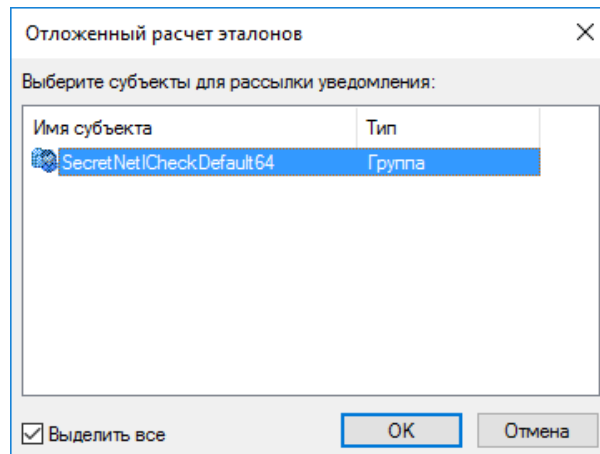 Отложенный расчет эталонов
Выберите субъекты для рассылки уведомления:
Имя субъекта Тип
SecretNetICheckDefault64 Группа
Выделить все OK Отмена